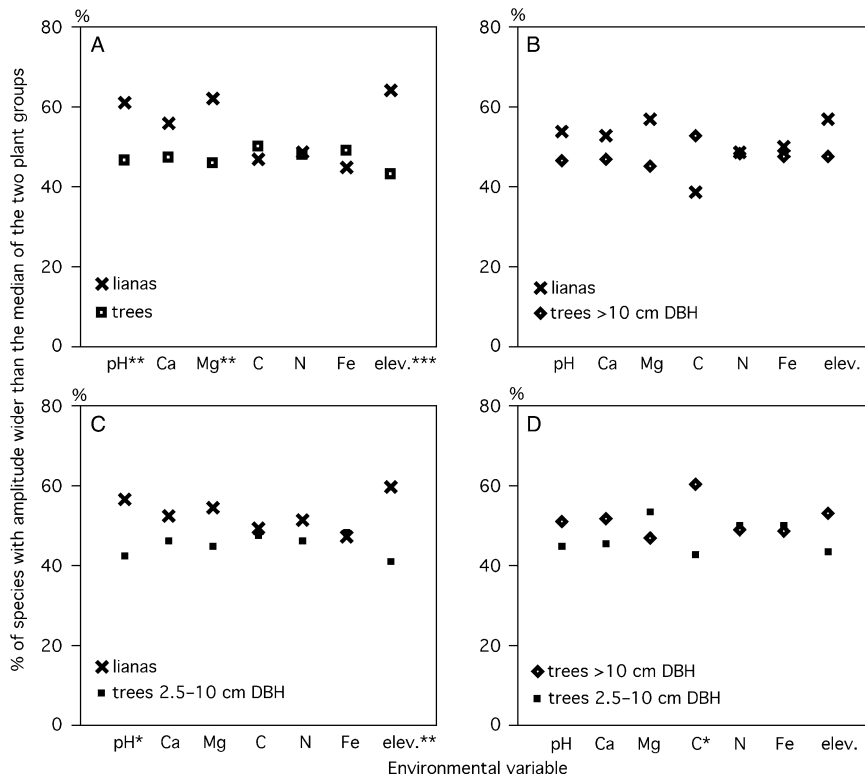 % of species with amplitude wider than the median of the two plant groups
%
80
A
60
40
20
lianas
trees
0
pH** Ca Mg** C N Fe elev.***
80
B
60
40
20
lianas
trees >10 cm DBH
0
pH Ca Mg C N Fe elev.
%
80
C
60
40
20
lianas
trees 2.5–10 cm DBH
0
pH* Ca Mg C N Fe elev.**
%
80
D
60
40
20
trees >10 cm DBH
trees 2.5–10 cm DBH
0
pH Ca Mg C* N Fe elev.
Environmental variable